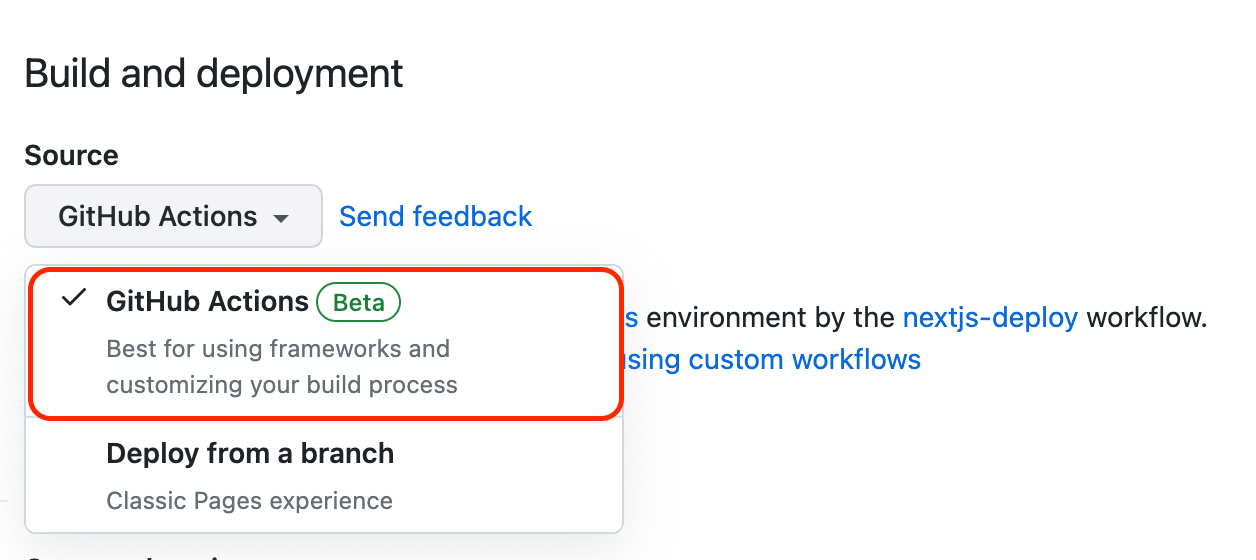 Build and deployment
Source
GitHub Actions
Send feedback
GitHub Actions Beta
Best for using frameworks and
customizing your build process
s environment by the nextjs-deploy workflow.
using custom workflows
Deploy from a branch
Classic Pages experience